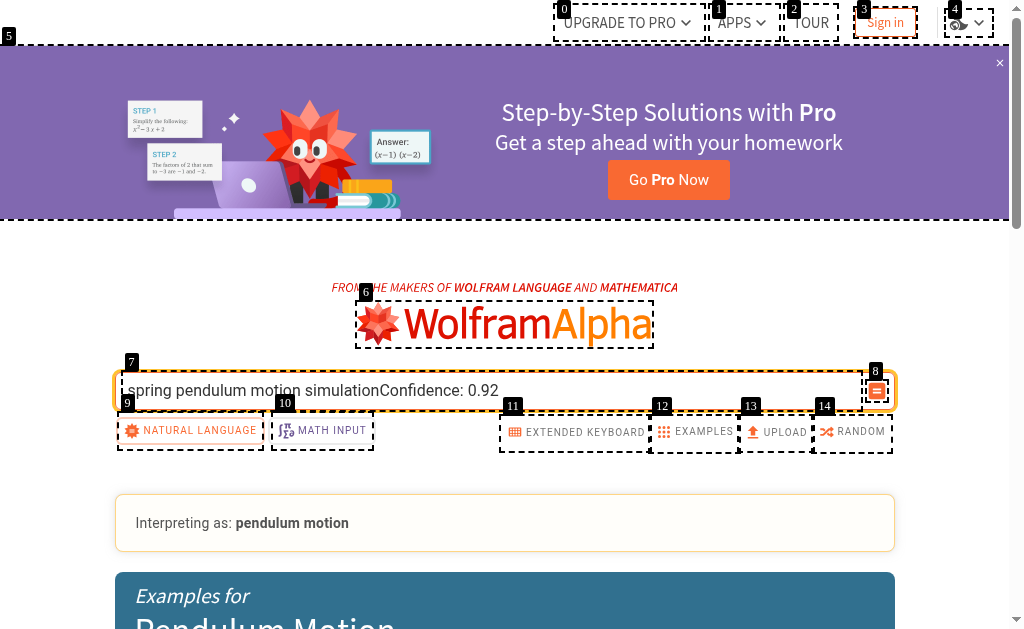 UPGRADE TO PRO APPS TOUR Sign in
0 1 2 3 4 5
×
STEP 1
Simplify the following:
x² − 3 x + 2
STEP 2
The factors of 2 that sum
to −3 are −1 and −2.
Answer:
(x−1) (x−2)
Step-by-Step Solutions with Pro
Get a step ahead with your homework
Go Pro Now
FROM THE MAKERS OF WOLFRAM LANGUAGE AND MATHEMATICA
6
WolframAlpha
7 8
spring pendulum motion simulationConfidence: 0.92
9 10 11 12 13 14
NATURAL LANGUAGE MATH INPUT EXTENDED KEYBOARD EXAMPLES UPLOAD RANDOM
Interpreting as: pendulum motion
Examples for
Pendulum Motion